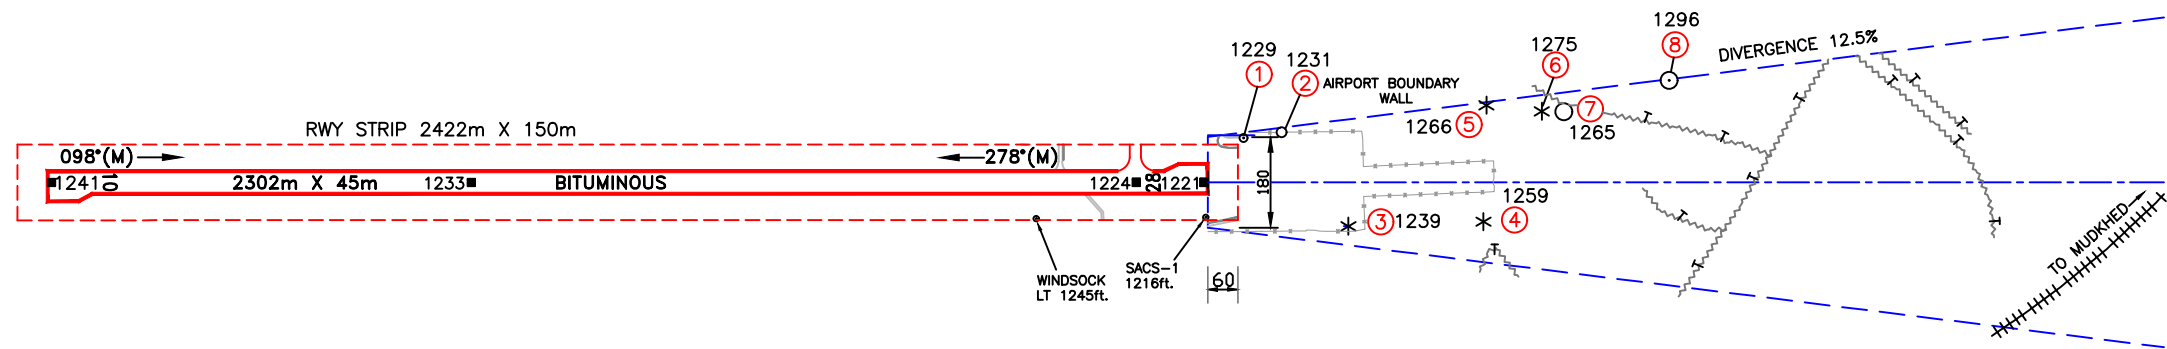 1296
1229
1275
8
DIVERGENCE 12.5%
1231
6
1
2
AIRPORT BOUNDARY
WALL
7
RWY STRIP 2422m X 150m
1266
5
1265
098°(M)
278°(M)
1241
10
2302m X 45m
1233
BITUMINOUS
1224
28
1221
180
1259
3
1239
4
TO MUDKHED
SACS-1
1216ft.
WINDSOCK
LT 1245ft.
60
T
T
T
T
T
T
T
T
T
T
T